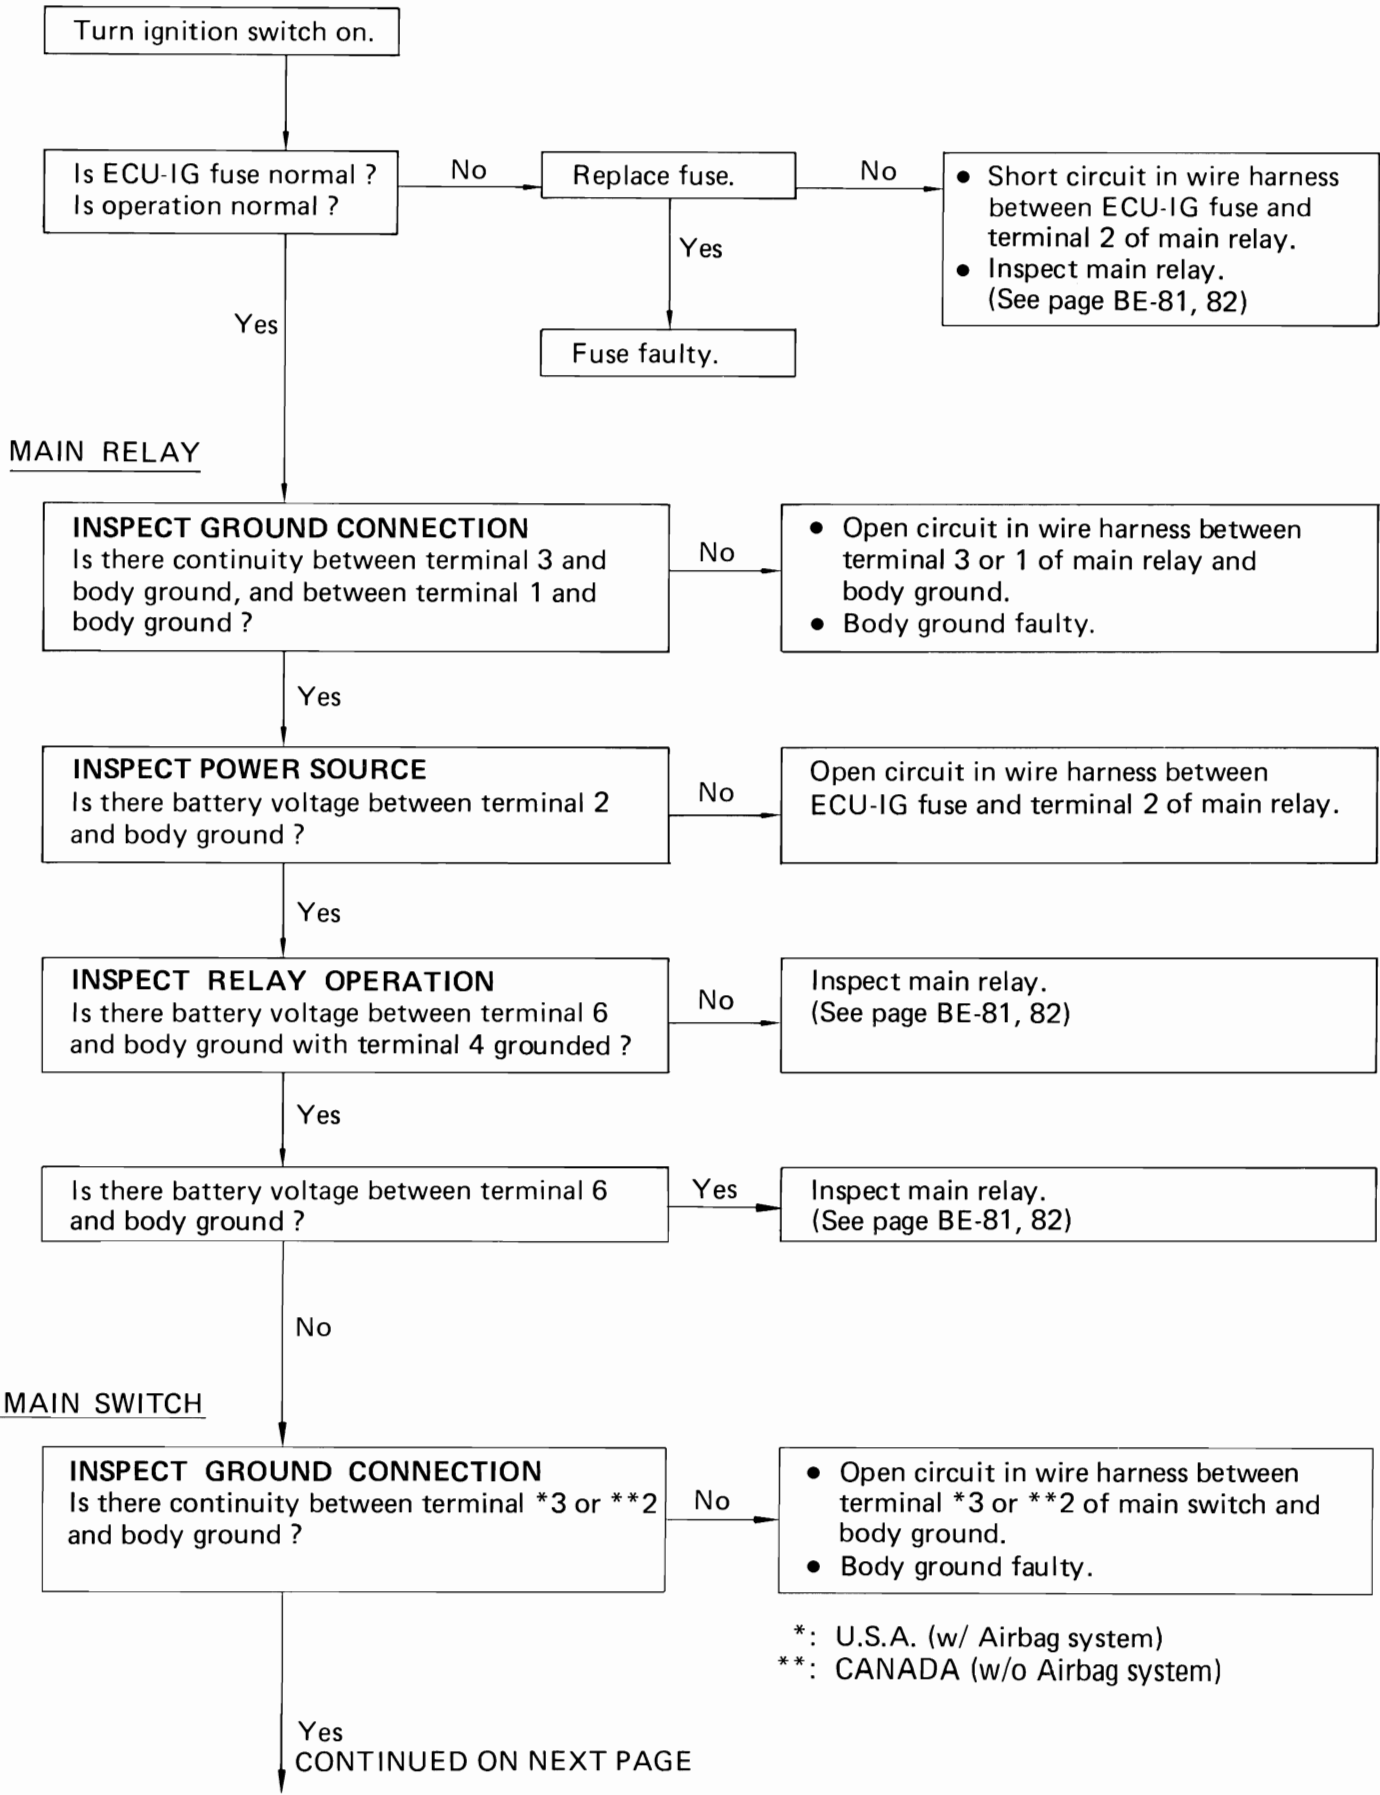 Turn ignition switch on.
Is ECU-IG fuse normal ?
Is operation normal ?
No
Replace fuse.
No
• Short circuit in wire harness
between ECU-IG fuse and
terminal 2 of main relay.
• Inspect main relay.
(See page BE-81, 82)
Yes
Fuse faulty.
Yes
MAIN RELAY
INSPECT GROUND CONNECTION
Is there continuity between terminal 3 and
body ground, and between terminal 1 and
body ground ?
No
• Open circuit in wire harness between
terminal 3 or 1 of main relay and
body ground.
• Body ground faulty.
Yes
INSPECT POWER SOURCE
Is there battery voltage between terminal 2
and body ground ?
No
Open circuit in wire harness between
ECU-IG fuse and terminal 2 of main relay.
Yes
INSPECT RELAY OPERATION
Is there battery voltage between terminal 6
and body ground with terminal 4 grounded ?
No
Inspect main relay.
(See page BE-81, 82)
Yes
Is there battery voltage between terminal 6
and body ground ?
Yes
Inspect main relay.
(See page BE-81, 82)
No
MAIN SWITCH
INSPECT GROUND CONNECTION
Is there continuity between terminal *3 or **2
and body ground ?
No
• Open circuit in wire harness between
terminal *3 or **2 of main switch and
body ground.
• Body ground faulty.
*: U.S.A. (w/ Airbag system)
**: CANADA (w/o Airbag system)
Yes
CONTINUED ON NEXT PAGE